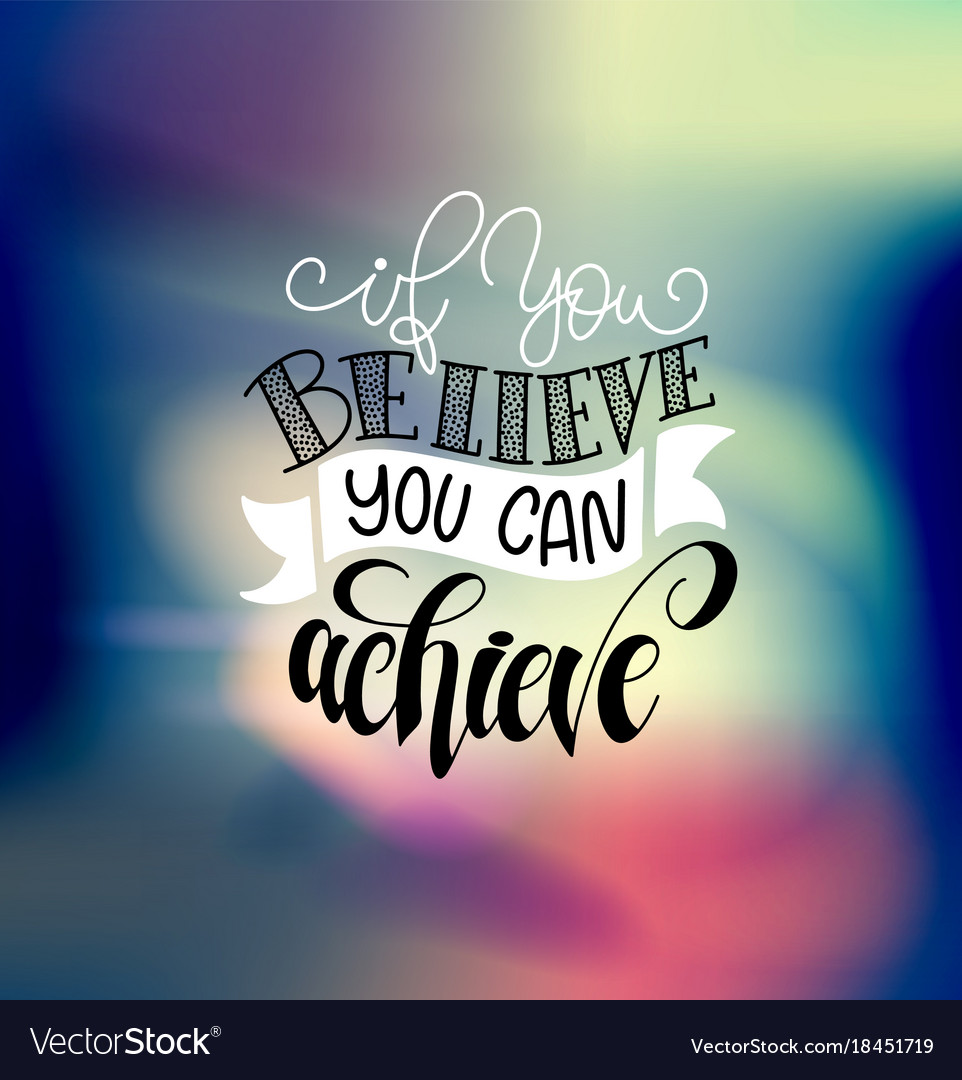 if You
BELIEVE
YOU CAN
achieve
VectorStock®
VectorStock.com/18451719